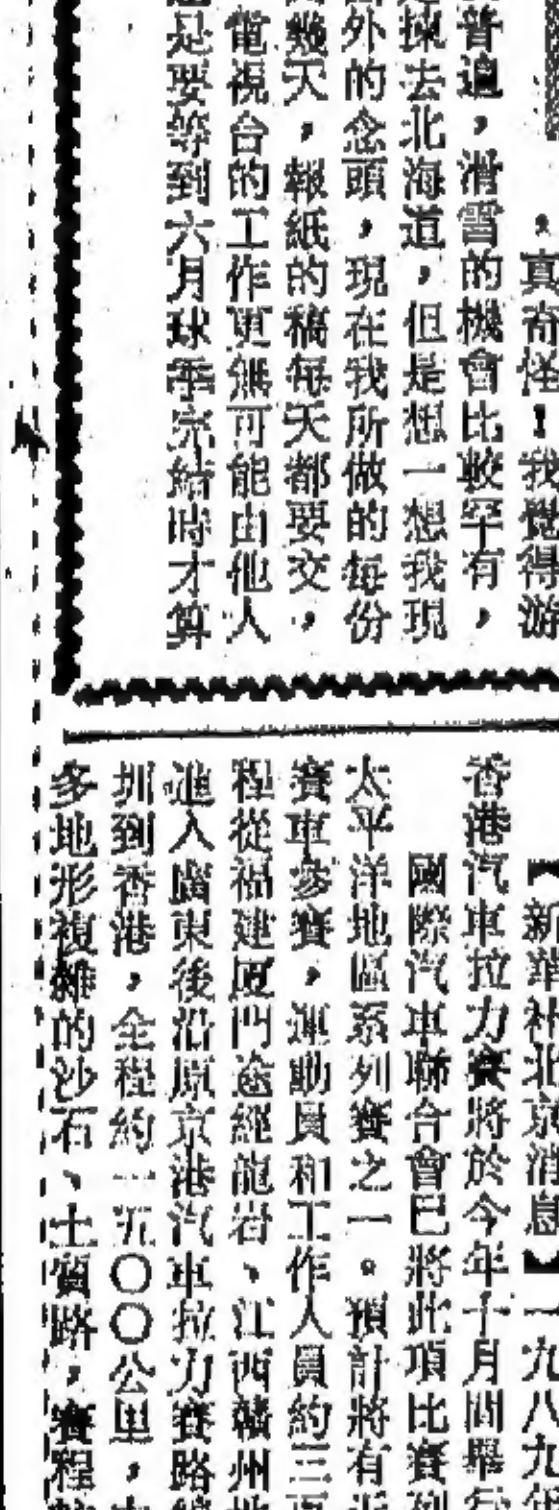 ，真奇怪！我覺得游
普遍，滑雪的機會比較罕有，
揀去北海道，但是想一想我現
外的念頭，現在我所做的每份
幾天，報紙的稿每天都要交，
電視台的工作更無可能由他人
是要等到六月球季完結時才算
【新華社北京消息】一九八九年
香港汽車拉力賽將於今年十月間舉行
國際汽車聯合會已將此項比賽列
太平洋地區系列賽之一。預計將有近
賽車參賽，運動員和工作人員約三百
程從福建厦門途經龍岩、江西贛州地
進入廣東後沿原京港汽車拉力賽路線
圳到香港，全程約一五〇〇公里，
多地形複雜的沙石、土質路，賽程